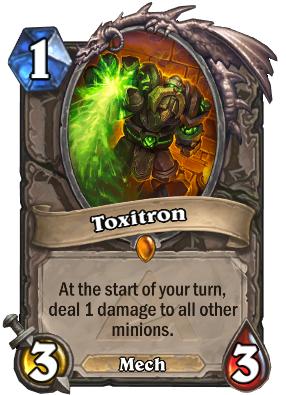 1
Toxitron
At the start of your turn,
deal 1 damage to all other
minions.
3
Mech
3